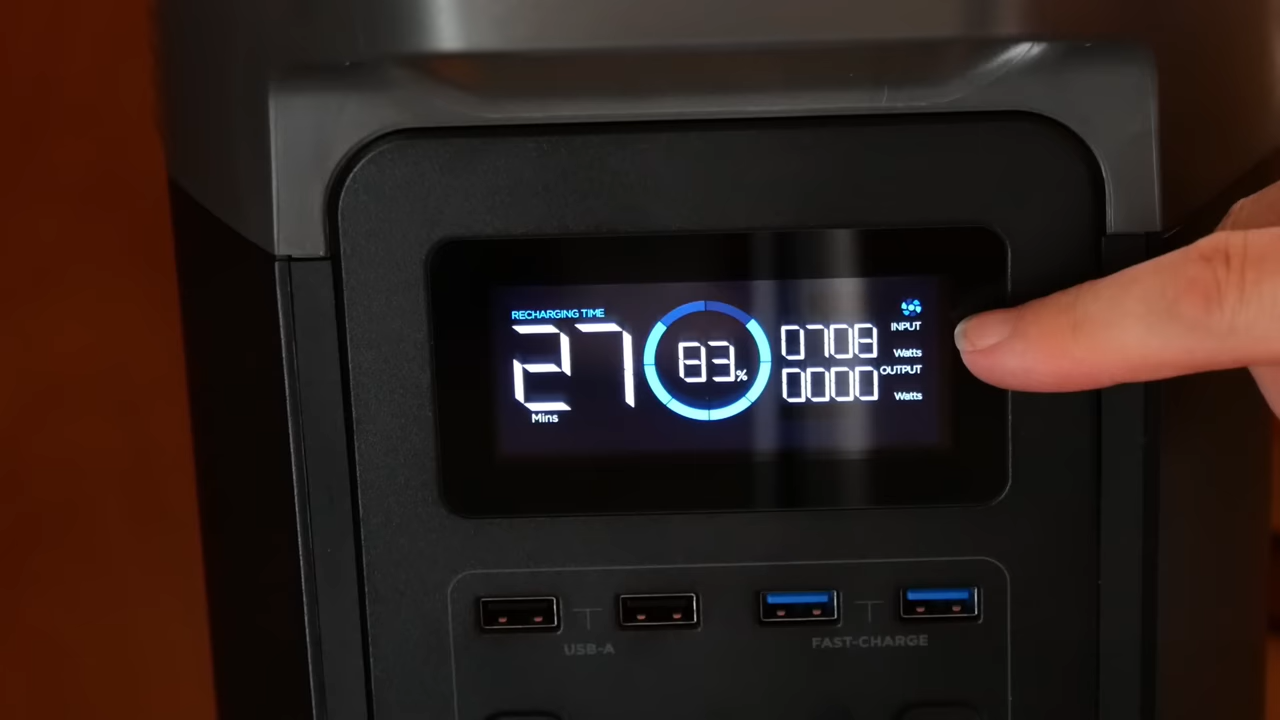 RECHARGING TIME
27
Mins
83%
0708
INPUT
Watts
0000
OUTPUT
Watts
USB-A
FAST-CHARGE